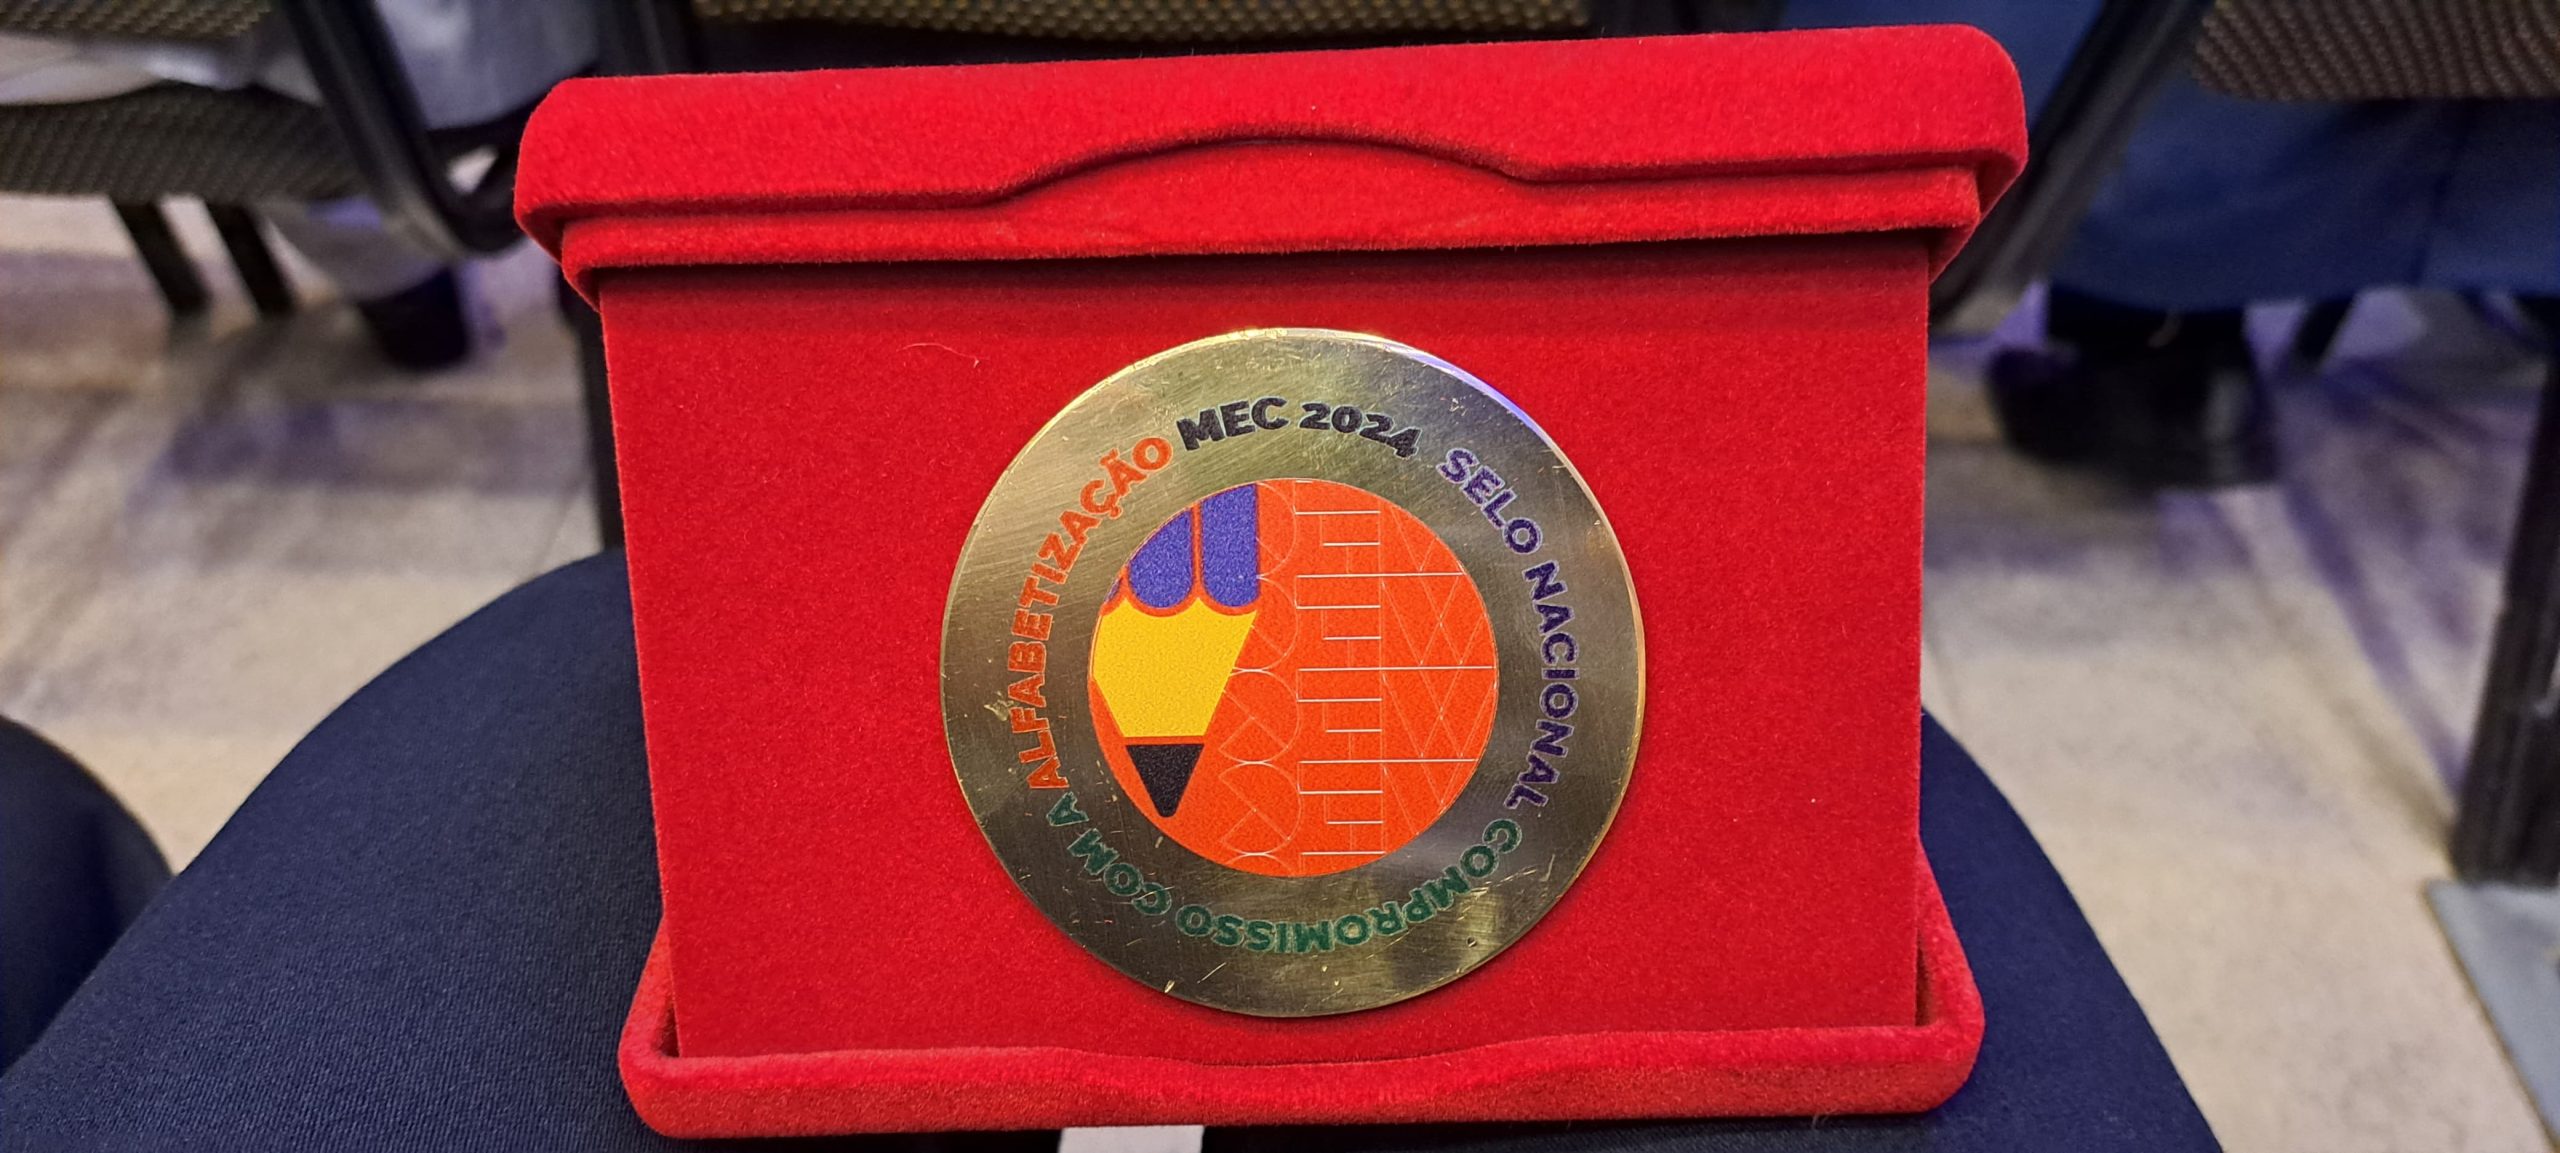 SELO NACIONAL COMPROMISSO COM A ALFABETIZAÇÃO MEC 2024